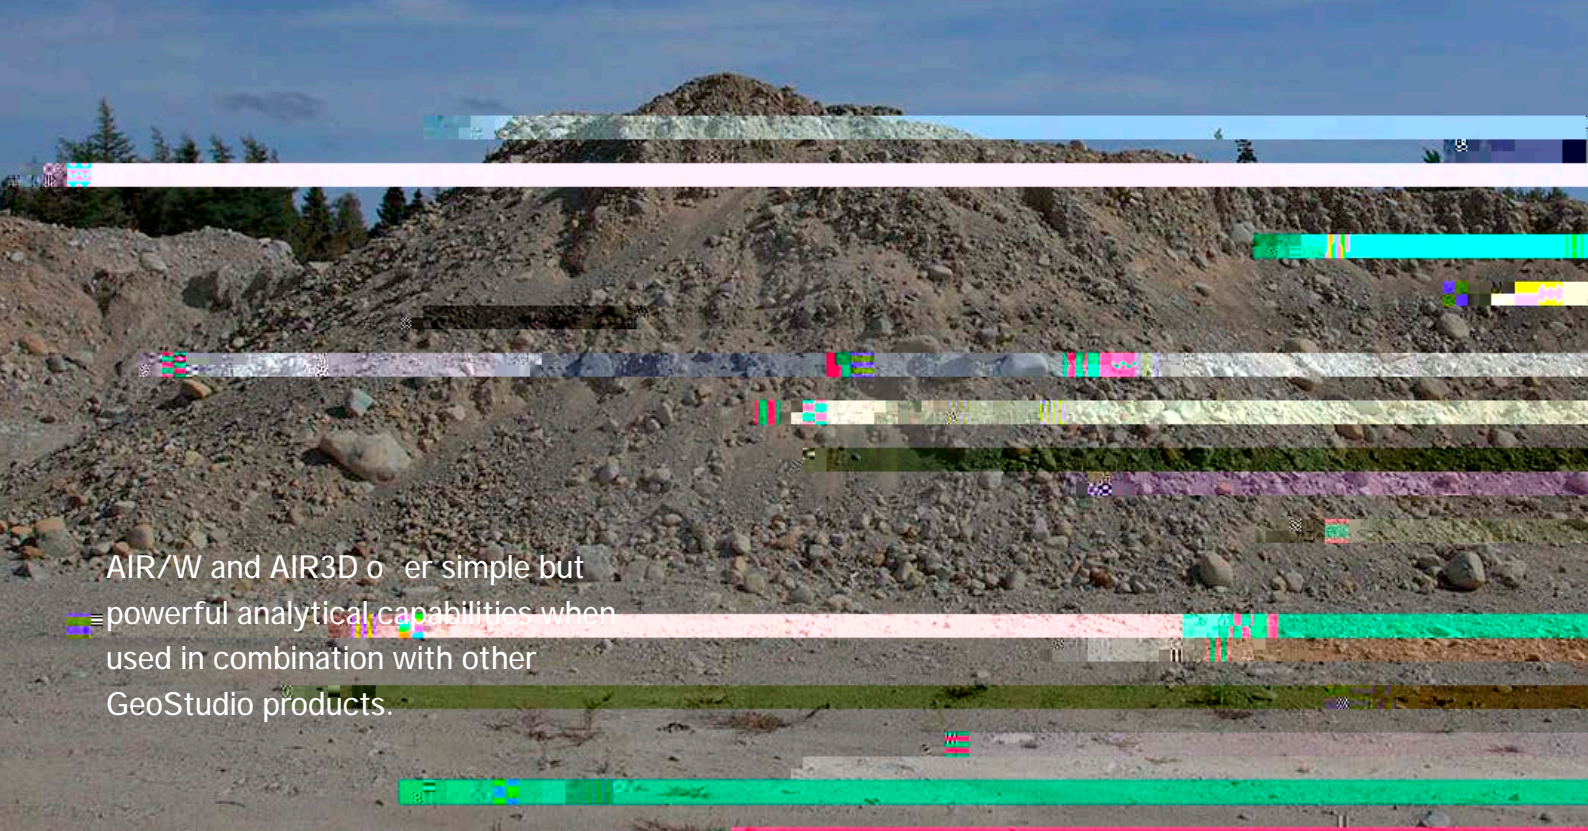 AIR/W and AIR3D o er simple but
powerful analytical capabilities when
used in combination with other
GeoStudio products.